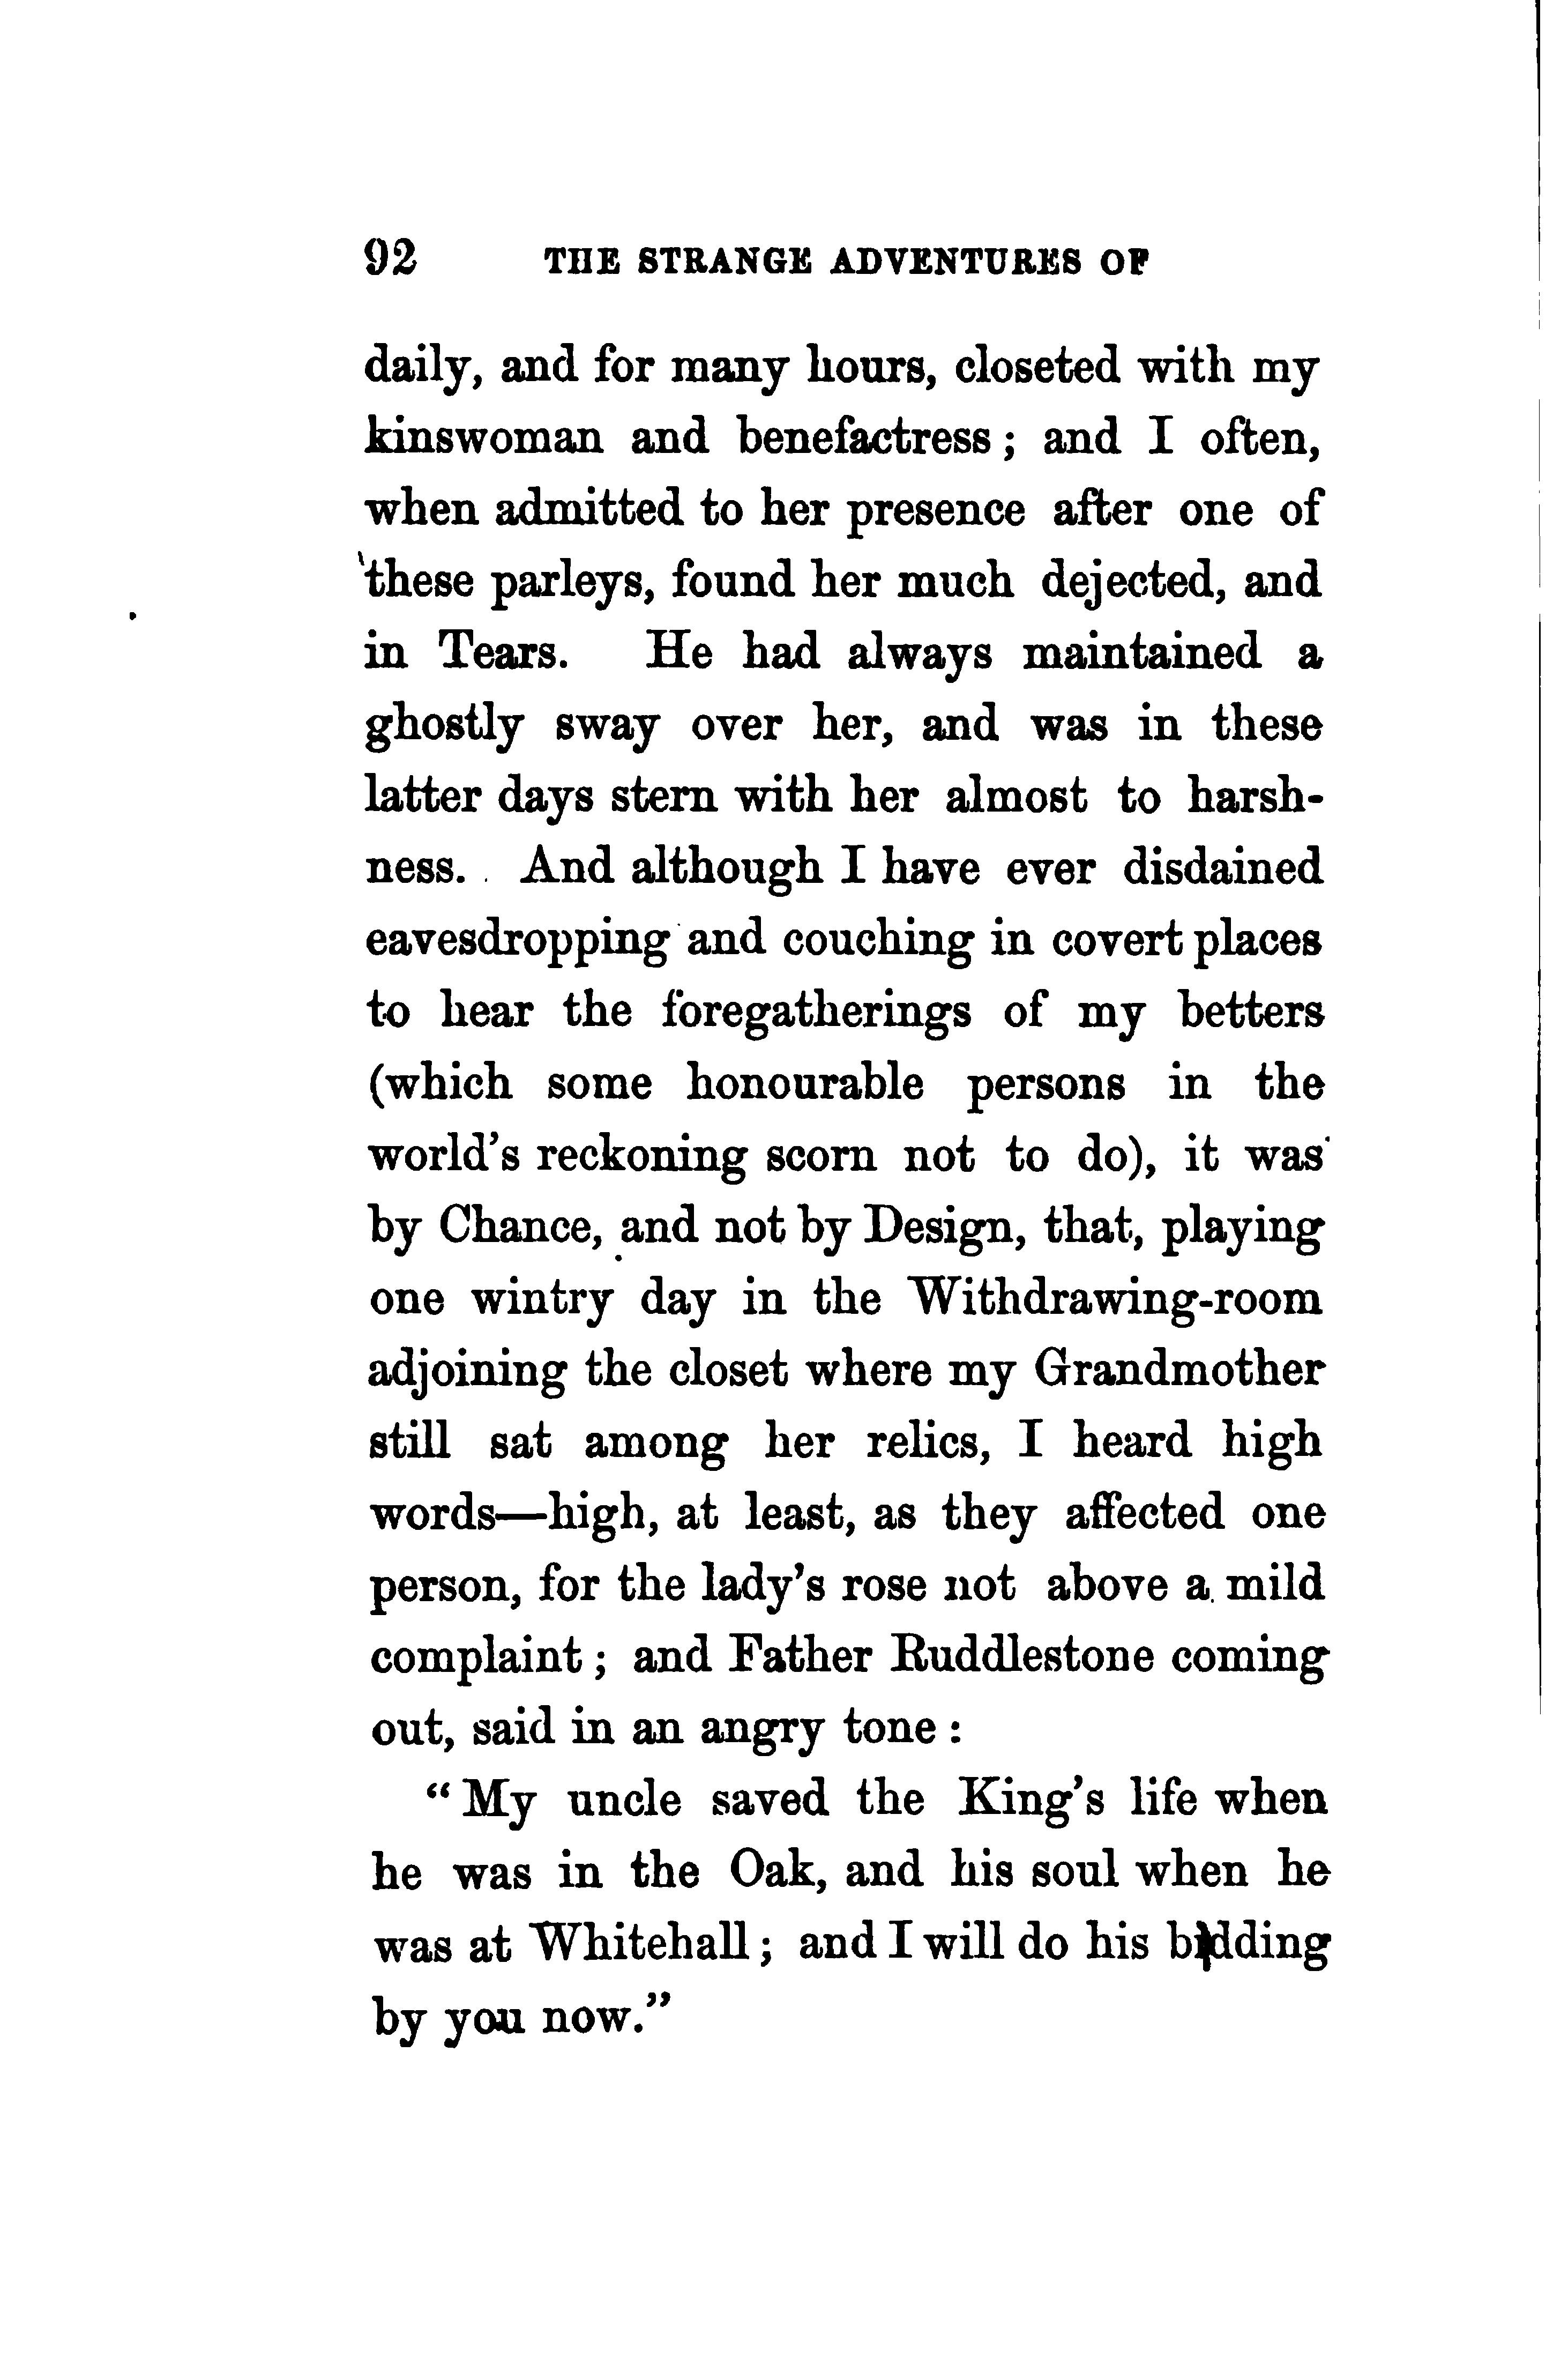 92 THE STRANGE ADVENTURES OF
daily, and for many hours, closeted with my
kinswoman and benefactress; and I often,
when admitted to her presence after one of
these parleys, found her much dejected, and
in Tears. He had always maintained a
ghostly sway over her, and was in these
latter days stern with her almost to harsh-
ness. And although I have ever disdained
eavesdropping and couching in covert places
to hear the foregatherings of my betters
(which some honourable persons in the
world's reckoning scorn not to do), it was
by Chance, and not by Design, that, playing
one wintry day in the Withdrawing-room
adjoining the closet where my Grandmother
still sat among her relics, I heard high
words—high, at least, as they affected one
person, for the lady's rose not above a mild
complaint; and Father Ruddlestone coming
out, said in an angry tone:
"My uncle saved the King's life when
he was in the Oak, and his soul when he
was at Whitehall; and I will do his bidding
by you now."